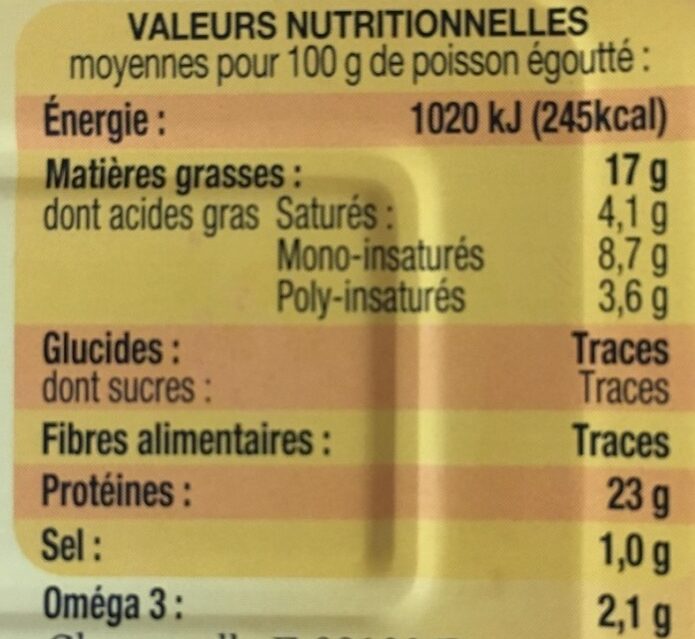 VALEURS NUTRITIONNELLES
moyennes pour 100 g de poisson égoutté :
Énergie : 1020 kJ (245kcal)
Matières grasses : 17 g
dont acides gras Saturés : 4,1 g
Mono-insaturés 8,7 g
Poly-insaturés 3,6 g
Glucides : Traces
dont sucres : Traces
Fibres alimentaires : Traces
Protéines : 23 g
Sel : 1,0 g
Oméga 3 : 2,1 g